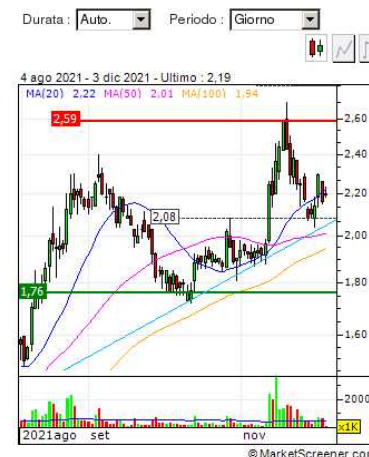 Durata : Auto. Periodo : Giorno
4 ago 2021 - 3 dic 2021 - Ultimo : 2,19
MA(20) 2,22 MA(50) 2,01 MA(100) 1,94
2,59
2,60
2,40
2,20
2,08
2,00
1,80
1,76
1,60
2000
x1K
2021ago set nov
© MarketScreener.com